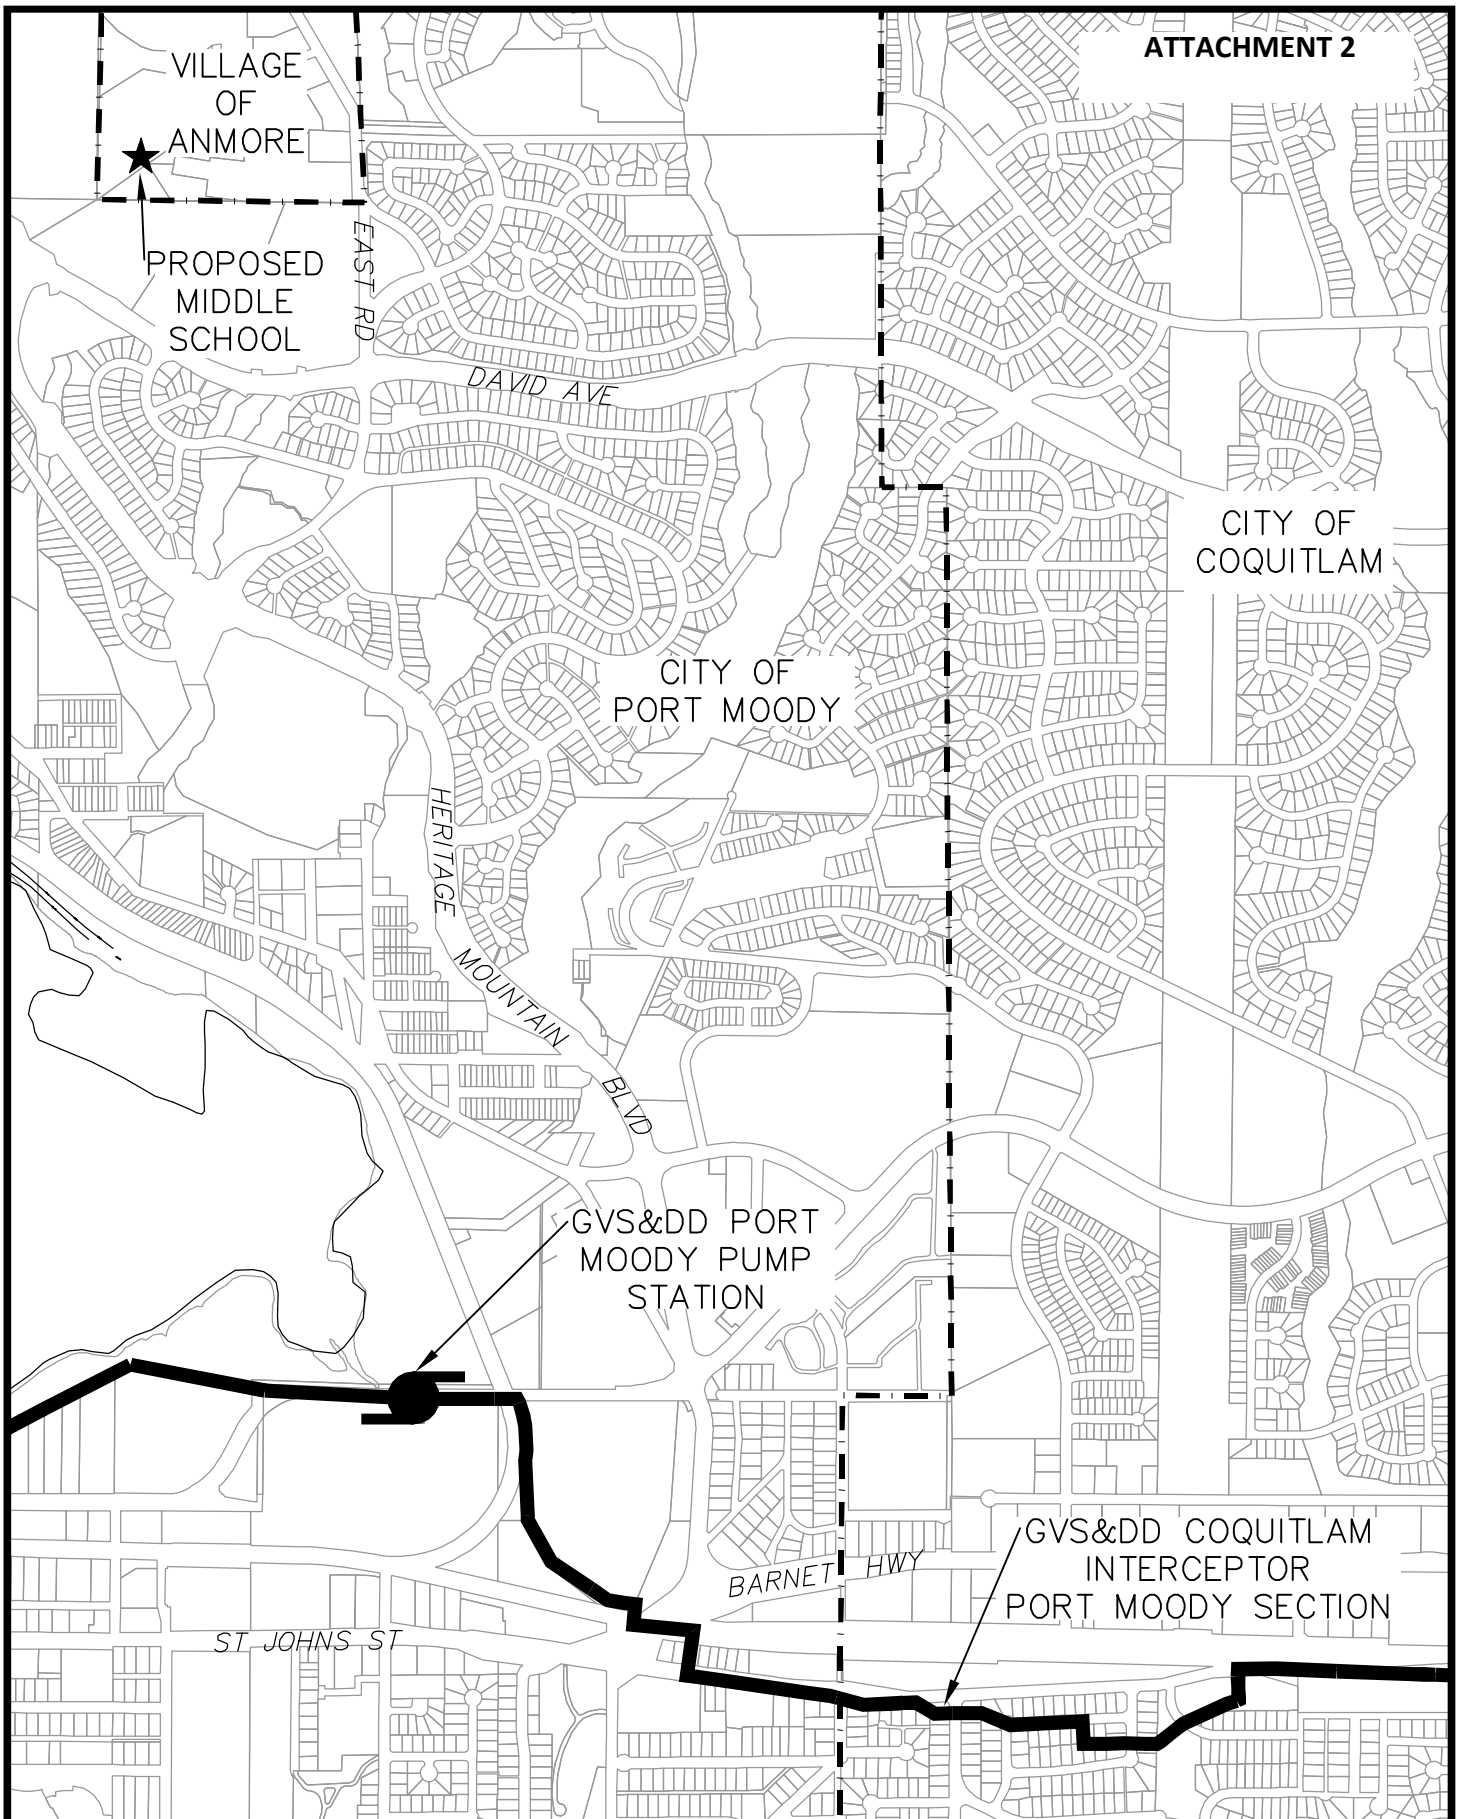 ATTACHMENT 2
VILLAGE
OF
ANMORE
PROPOSED
MIDDLE
SCHOOL
EAST RD
DAVID AVE
CITY OF
COQUITLAM
CITY OF
PORT MOODY
HERITAGE
MOUNTAIN
BLVD
GVS&DD PORT
MOODY PUMP
STATION
GVS&DD COQUITLAM
INTERCEPTOR
PORT MOODY SECTION
BARNET HWY
ST JOHNS ST